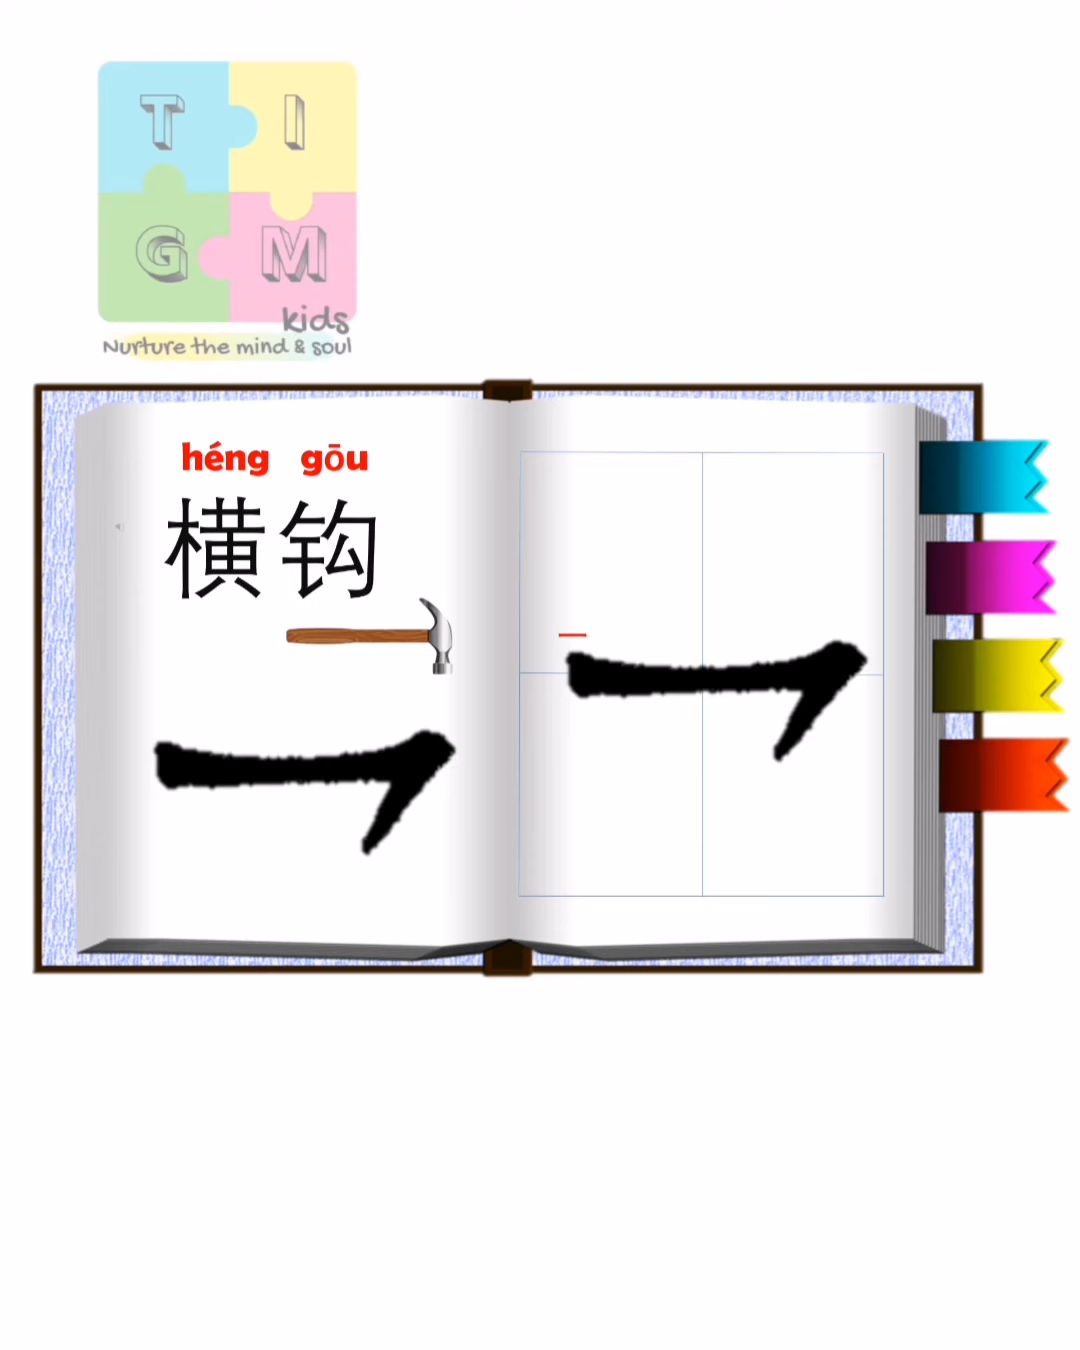 T I
G M
kids
Nurture the mind & soul
héng gōu
横钩